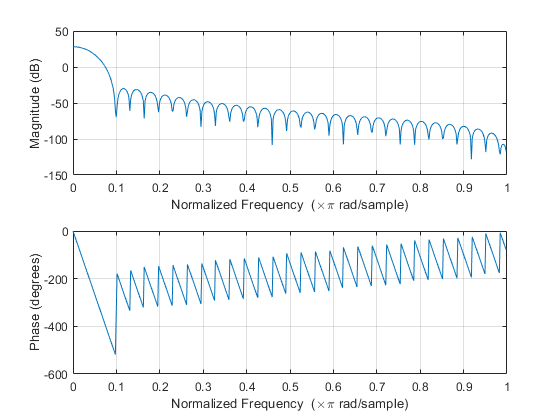 50
0
-50
-100
-150
Magnitude (dB)
0 0.1 0.2 0.3 0.4 0.5 0.6 0.7 0.8 0.9 1
Normalized Frequency (×π rad/sample)
0
-200
-400
-600
Phase (degrees)
0 0.1 0.2 0.3 0.4 0.5 0.6 0.7 0.8 0.9 1
Normalized Frequency (×π rad/sample)